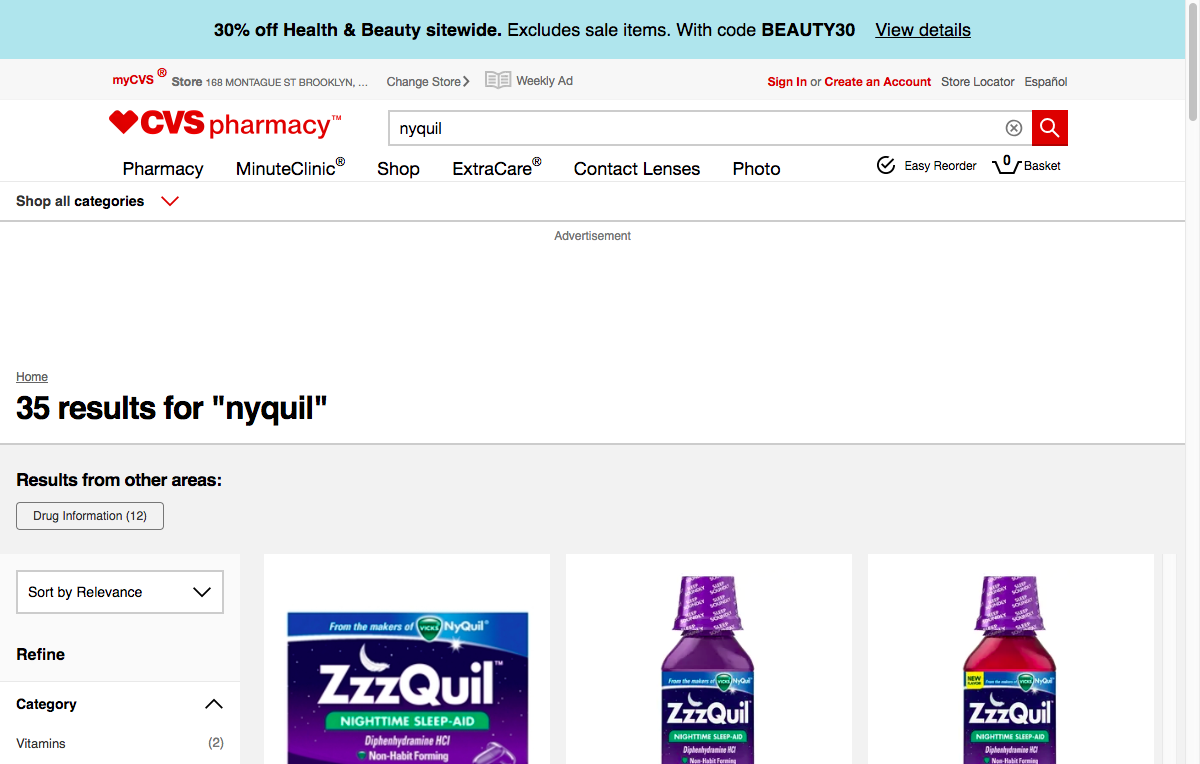 30% off Health & Beauty sitewide. Excludes sale items. With code BEAUTY30 View details
myCVS® Store 168 MONTAGUE ST BROOKLYN, ... Change Store Weekly Ad Sign In or Create an Account Store Locator Español
CVS pharmacy™
nyquil
Pharmacy MinuteClinic® Shop ExtraCare® Contact Lenses Photo Easy Reorder 0 Basket
Shop all categories
Advertisement
Home
35 results for "nyquil"
Results from other areas:
Drug Information (12)
Sort by Relevance
Refine
Category
Vitamins (2)
From the makers of VICKS NyQuil®
ZzzQuil™
NIGHTTIME SLEEP-AID
Diphenhydramine HCl
Non-Habit Forming
SLEEP SOUNDLY
From the makers of VICKS NyQuil
ZzzQuil
NIGHTTIME SLEEP-AID
Diphenhydramine HCl
Non-Habit Forming
SLEEP SOUNDLY
NEW FLAVOR From the makers of VICKS NyQuil
ZzzQuil
NIGHTTIME SLEEP-AID
Diphenhydramine HCl
Non-Habit Forming